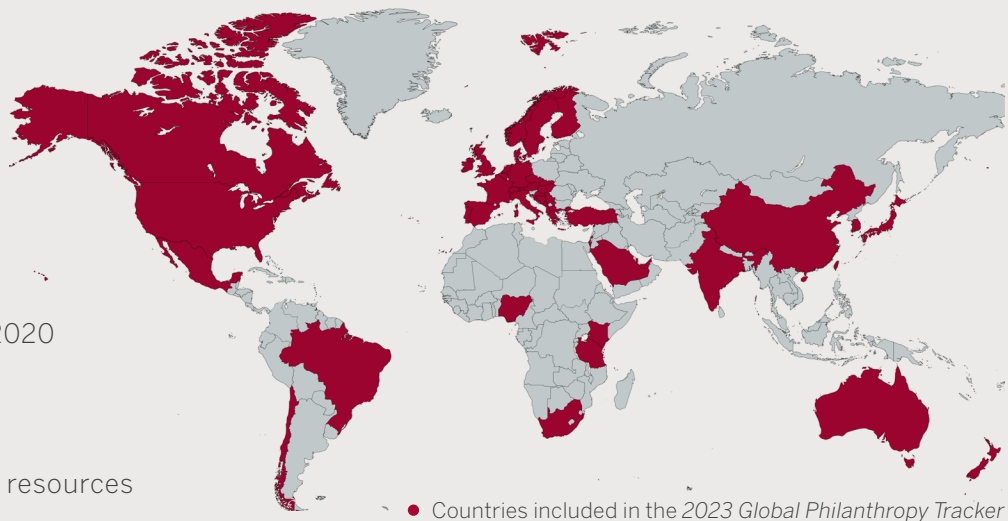 2020
resources
Countries included in the 2023 Global Philanthropy Tracker